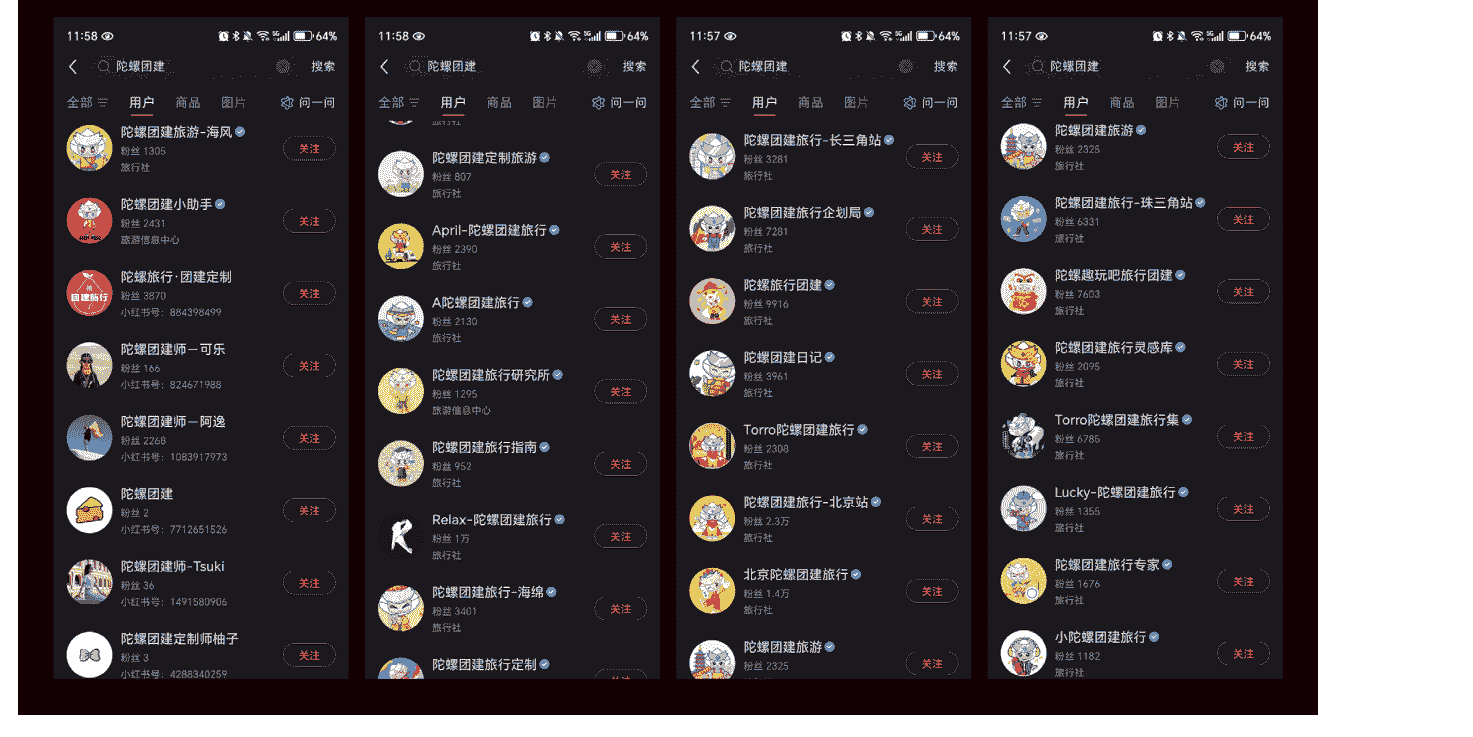 11:58
64%
陀螺团建
搜索
全部
用户
商品
图片
问一问
陀螺团建旅游-海风
粉丝 1305
旅行社
关注
陀螺团建小助手
粉丝 2431
旅游信息中心
关注
陀螺旅行·团建定制
粉丝 3870
小红书号：884398499
关注
陀螺团建师—可乐
粉丝 166
小红书号：824671988
关注
陀螺团建师—阿逸
粉丝 2268
小红书号：1083917973
关注
陀螺团建
粉丝 2
小红书号：7712651526
关注
陀螺团建师-Tsuki
粉丝 36
小红书号：1491580906
关注
陀螺团建定制师柚子
粉丝 3
小红书号：4288340259
关注
11:58
64%
陀螺团建
搜索
全部
用户
商品
图片
问一问
旅行社
陀螺团建定制旅游
粉丝 807
旅行社
关注
April-陀螺团建旅行
粉丝 2390
旅行社
关注
A陀螺团建旅行
粉丝 2130
旅行社
关注
陀螺团建旅行研究所
粉丝 1295
旅游信息中心
关注
陀螺团建旅行指南
粉丝 952
旅行社
关注
Relax-陀螺团建旅行
粉丝 1万
旅行社
关注
陀螺团建旅行-海绵
粉丝 3401
旅行社
关注
陀螺团建旅行定制
关注
11:57
64%
陀螺团建
搜索
全部
用户
商品
图片
问一问
陀螺团建旅行-长三角站
粉丝 3281
旅行社
关注
陀螺团建旅行企划局
粉丝 7281
旅行社
关注
陀螺旅行团建
粉丝 9916
旅行社
关注
陀螺团建日记
粉丝 3961
旅行社
关注
Torro陀螺团建旅行
粉丝 2308
旅行社
关注
陀螺团建旅行-北京站
粉丝 2.3万
旅行社
关注
北京陀螺团建旅行
粉丝 1.4万
旅行社
关注
陀螺团建旅游
粉丝 2325
关注
11:57
64%
陀螺团建
搜索
全部
用户
商品
图片
问一问
陀螺团建旅游
粉丝 2325
旅行社
关注
陀螺团建旅行-珠三角站
粉丝 6331
旅行社
关注
陀螺趣玩吧旅行团建
粉丝 7603
旅行社
关注
陀螺团建旅行灵感库
粉丝 2095
旅行社
关注
Torro陀螺团建旅行集
粉丝 6785
旅行社
关注
Lucky-陀螺团建旅行
粉丝 1355
旅行社
关注
陀螺团建旅行专家
粉丝 1676
旅行社
关注
小陀螺团建旅行
粉丝 1182
旅行社
关注